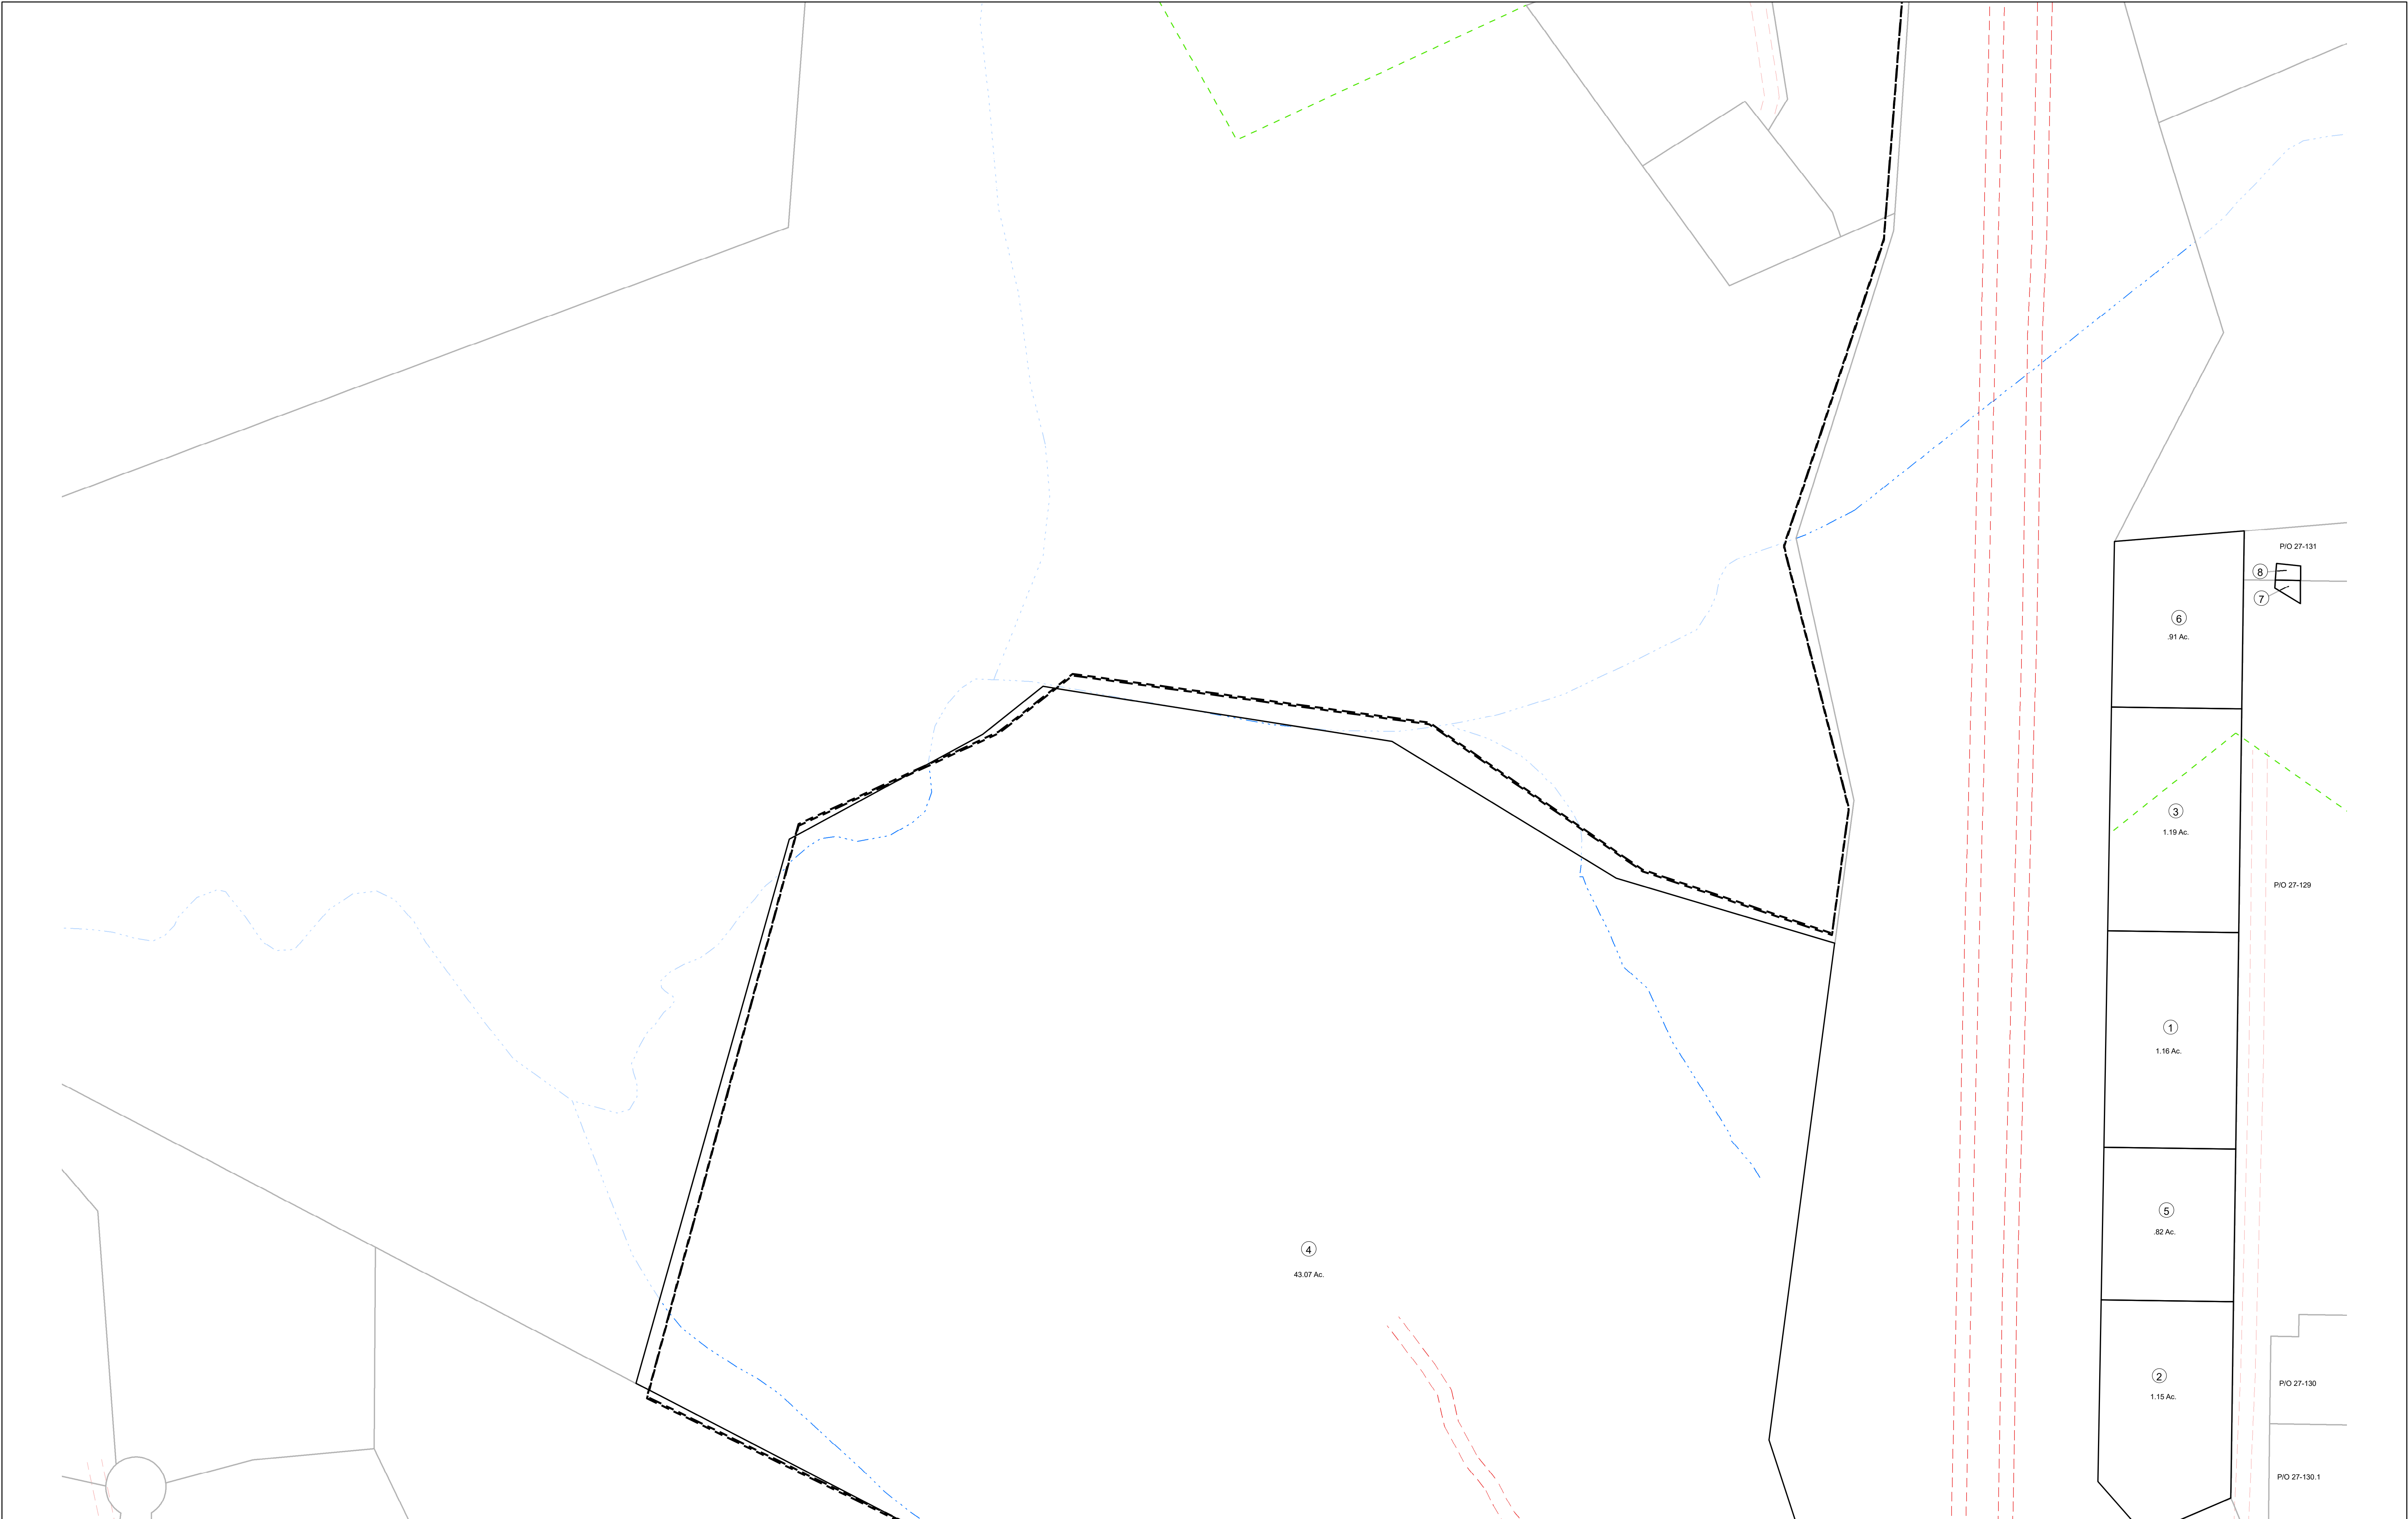 P/O 27-131
8
7
6
.91 Ac.
3
1.19 Ac.
P/O 27-129
1
1.16 Ac.
5
.82 Ac.
4
43.07 Ac.
2
1.15 Ac.
P/O 27-130
P/O 27-130.1